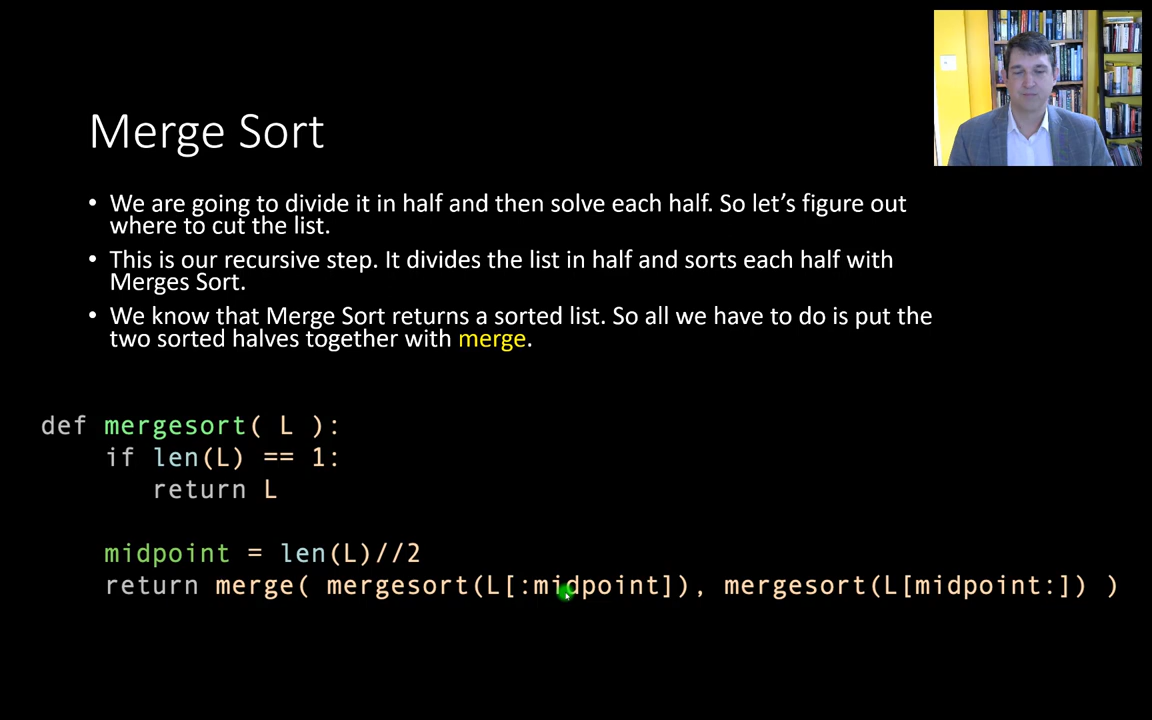 Merge Sort
• We are going to divide it in half and then solve each half. So let’s figure out
where to cut the list.
• This is our recursive step. It divides the list in half and sorts each half with
Merges Sort.
• We know that Merge Sort returns a sorted list. So all we have to do is put the
two sorted halves together with merge.
def mergesort( L ):
    if len(L) == 1:
       return L
    midpoint = len(L)//2
    return merge( mergesort(L[:midpoint]), mergesort(L[midpoint:]) )